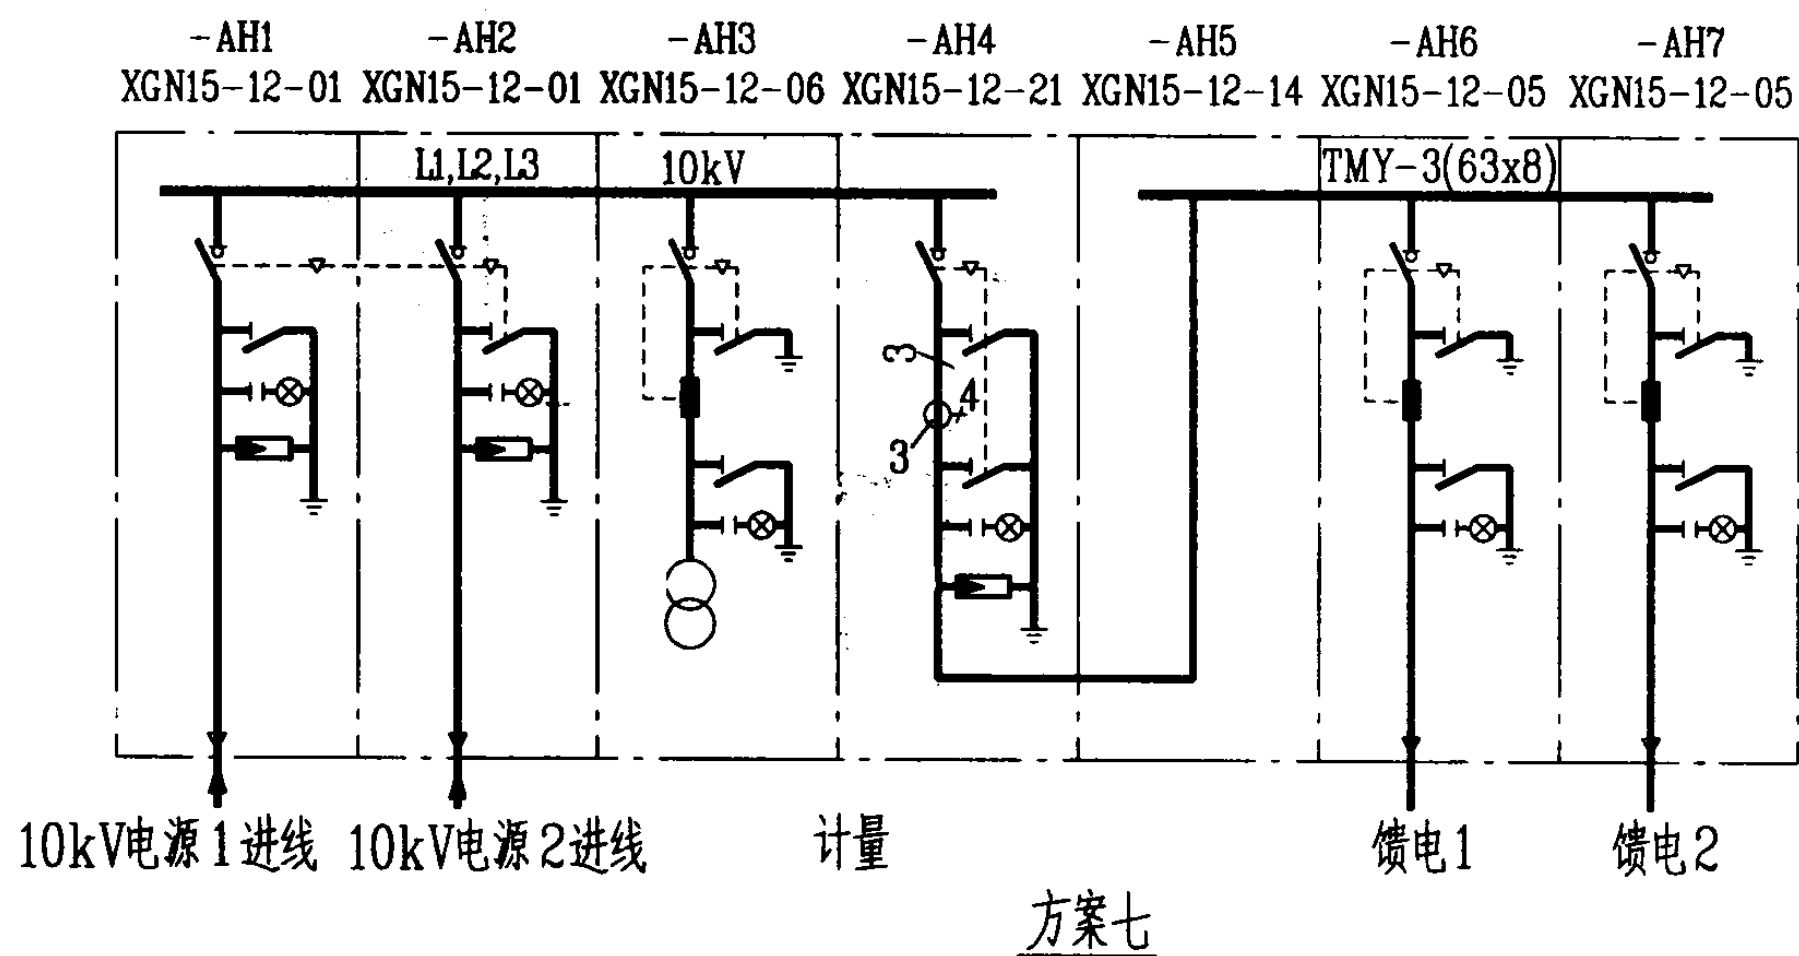 -AH1 -AH2 -AH3 -AH4 -AH5 -AH6 -AH7
XGN15-12-01 XGN15-12-01 XGN15-12-06 XGN15-12-21 XGN15-12-14 XGN15-12-05 XGN15-12-05
L1,L2,L3 10kV TMY-3(63x8)
3
4
3
10kV电源1进线 10kV电源2进线 计量 馈电1 馈电2
方案七